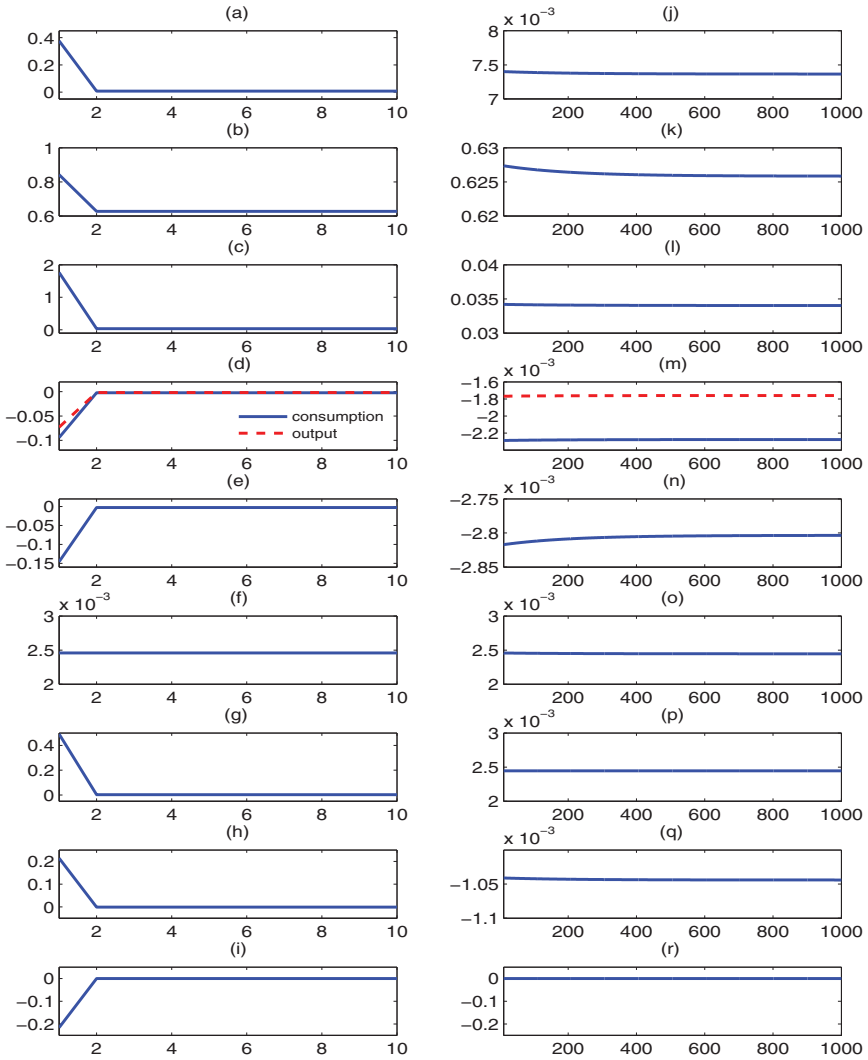 (a)
0.4
0.2
0
2 4 6 8 10
(b)
1
0.8
0.6
2 4 6 8 10
(c)
2
1
0
2 4 6 8 10
(d)
0
−0.05
−0.1
consumption
output
2 4 6 8 10
(e)
0
−0.05
−0.1
−0.15
2 4 6 8 10
(f)
x 10⁻³
3
2.5
2
2 4 6 8 10
(g)
0.4
0.2
0
2 4 6 8 10
(h)
0.2
0.1
0
2 4 6 8 10
(i)
0
−0.1
−0.2
2 4 6 8 10
(j)
x 10⁻³
8
7.5
7
200 400 600 800 1000
(k)
0.63
0.625
0.62
200 400 600 800 1000
(l)
0.04
0.035
0.03
200 400 600 800 1000
(m)
x 10⁻³
−1.6
−1.8
−2
−2.2
200 400 600 800 1000
(n)
x 10⁻³
−2.75
−2.8
−2.85
200 400 600 800 1000
(o)
x 10⁻³
3
2.5
2
200 400 600 800 1000
(p)
x 10⁻³
3
2.5
2
200 400 600 800 1000
(q)
x 10⁻³
−1.05
−1.1
200 400 600 800 1000
(r)
0
−0.1
−0.2
200 400 600 800 1000